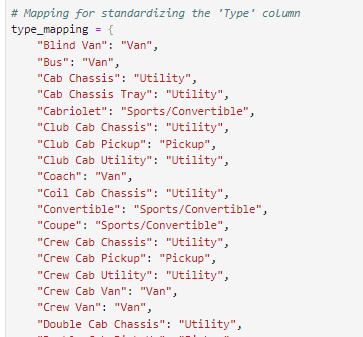 # Mapping for standardizing the 'Type' column
type_mapping = {
"Blind Van": "Van",
"Bus": "Van",
"Cab Chassis": "Utility",
"Cab Chassis Tray": "Utility",
"Cabriolet": "Sports/Convertible",
"Club Cab Chassis": "Utility",
"Club Cab Pickup": "Pickup",
"Club Cab Utility": "Utility",
"Coach": "Van",
"Coil Cab Chassis": "Utility",
"Convertible": "Sports/Convertible",
"Coupe": "Sports/Convertible",
"Crew Cab Chassis": "Utility",
"Crew Cab Pickup": "Pickup",
"Crew Cab Utility": "Utility",
"Crew Cab Van": "Van",
"Crew Van": "Van",
"Double Cab Chassis": "Utility",